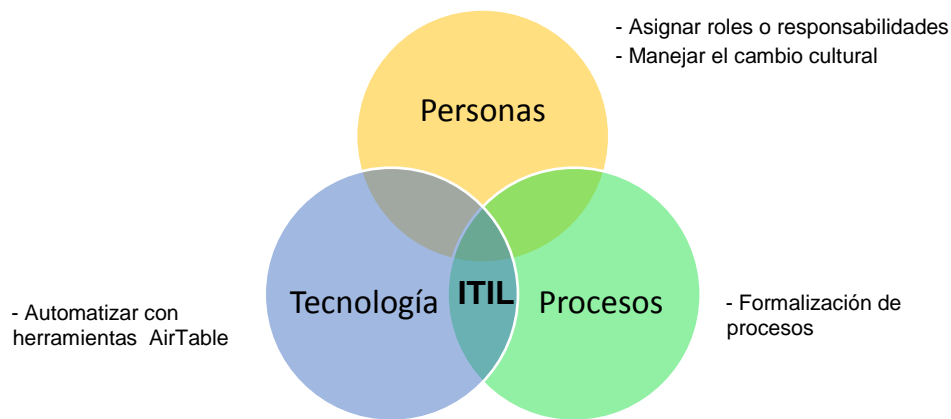 - Asignar roles o responsabilidades
- Manejar el cambio cultural
Personas
Tecnología
ITIL
Procesos
- Automatizar con
herramientas AirTable
- Formalización de
procesos